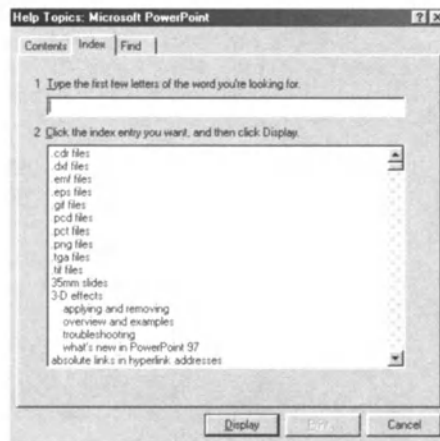 Help Topics: Microsoft PowerPoint
Contents Index Find
1 Type the first few letters of the word you're looking for.
2 Click the index entry you want, and then click Display.
.cdr files
.dxf files
.emf files
.eps files
.gif files
.pcd files
.pct files
.png files
.tga files
.tif files
35mm slides
3-D effects
applying and removing
overview and examples
troubleshooting
what's new in PowerPoint 97
absolute links in hyperlink addresses
Display Cancel